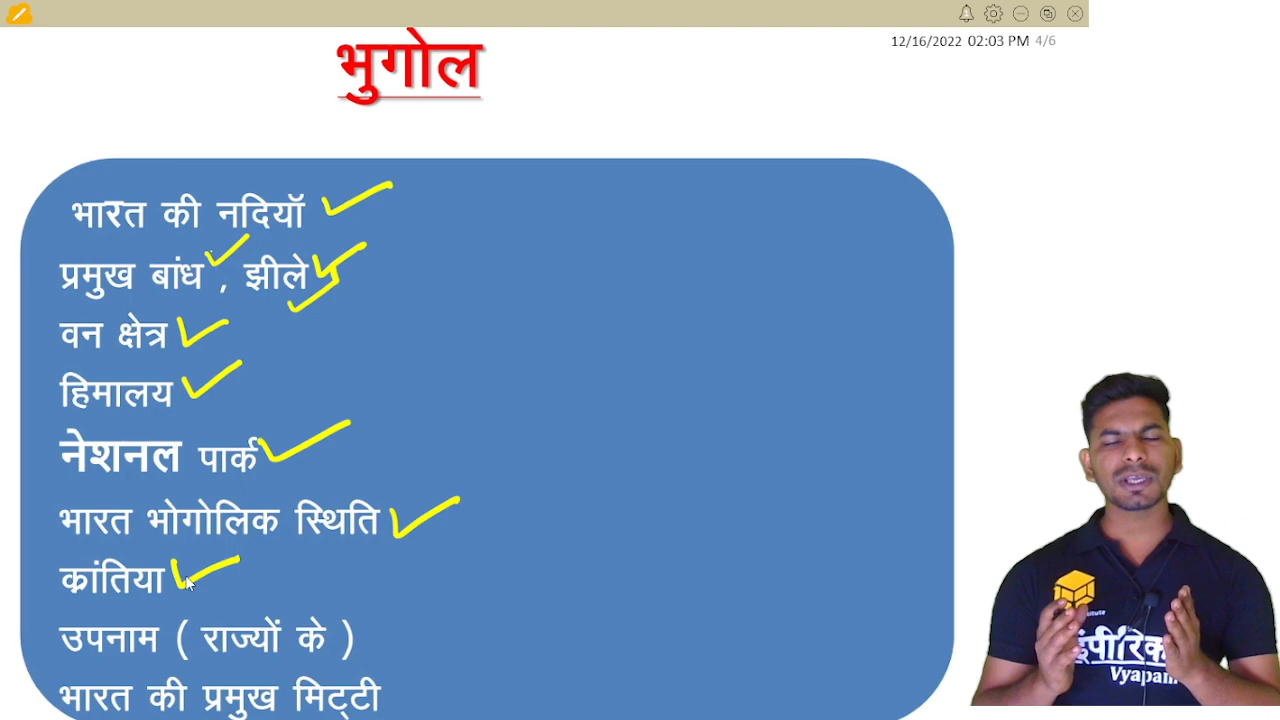 12/16/2022 02:03 PM 4/6
भुगोल
भारत की नदियॉ
प्रमुख बांध , झीले
वन क्षेत्र
हिमालय
नेशनल पार्क
भारत भोगोलिक स्थिति
क्रांतिया
उपनाम ( राज्यों के )
भारत की प्रमुख मिट्टी
Vyapam